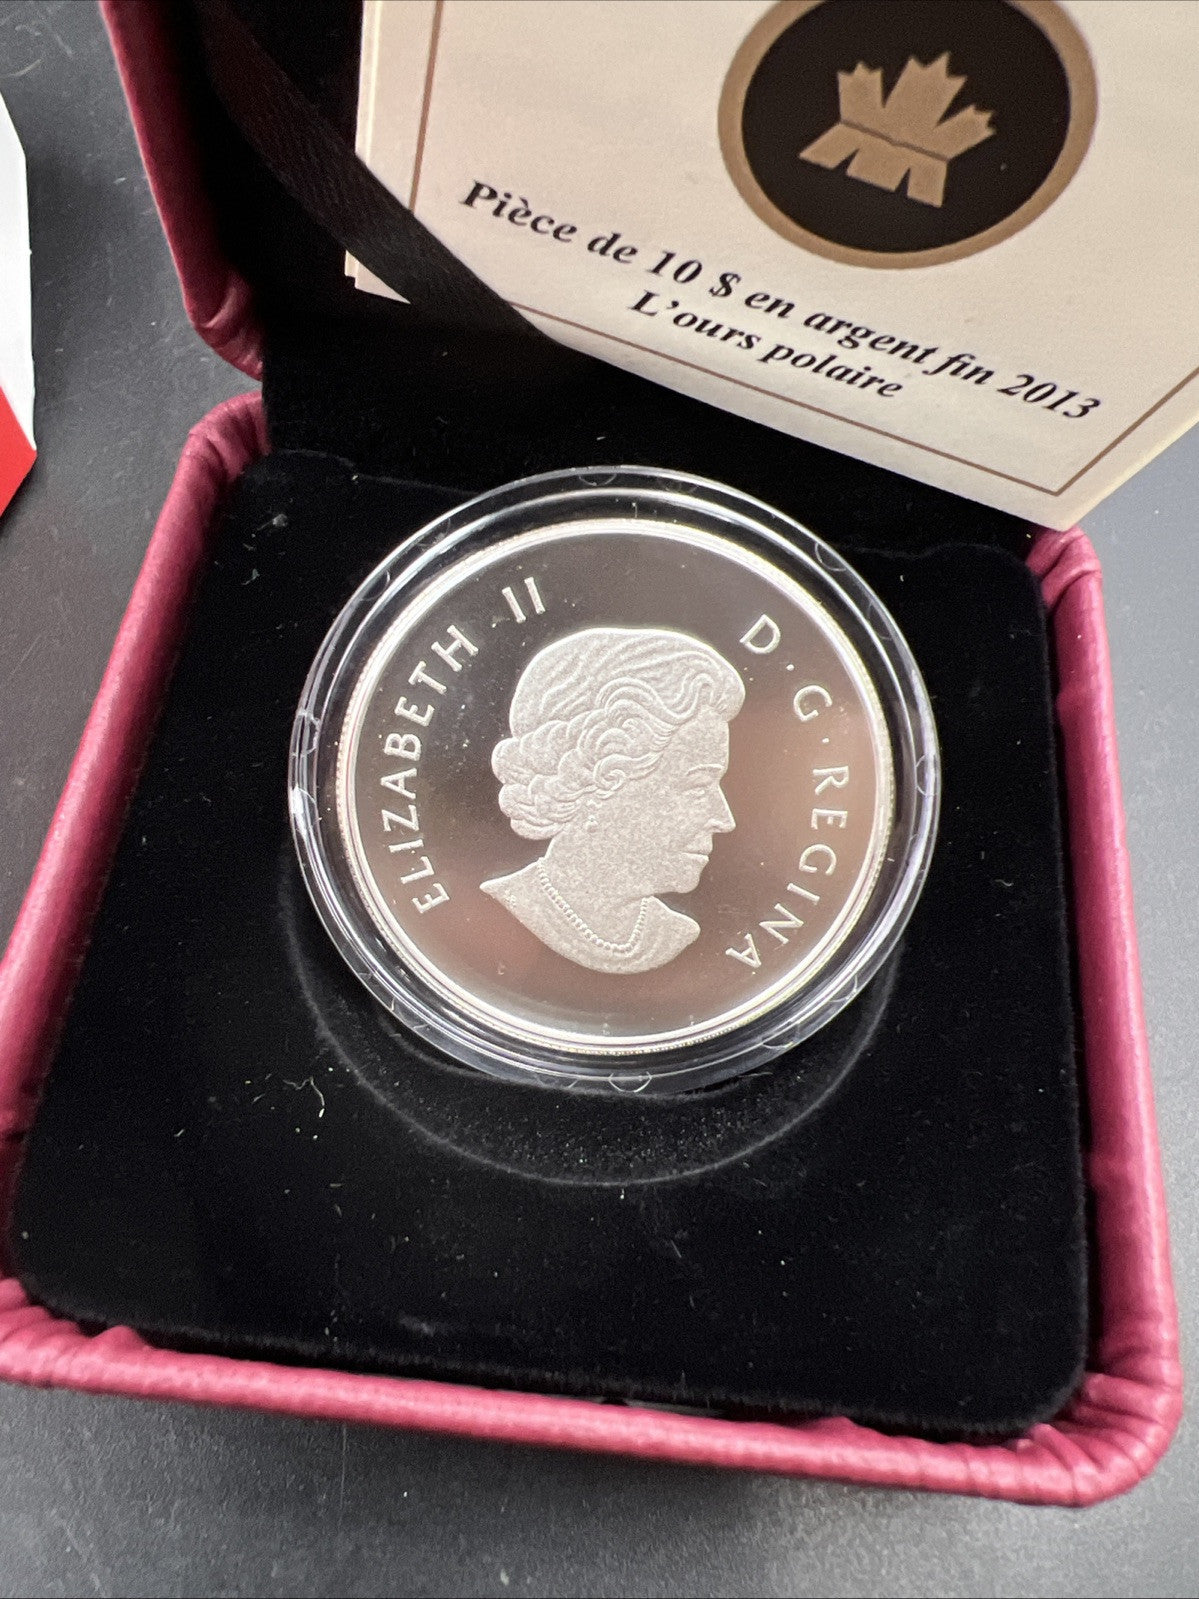 Pièce de 10 $ en argent fin 2013
L'ours polaire
ELIZABETH II D·G·REGINA